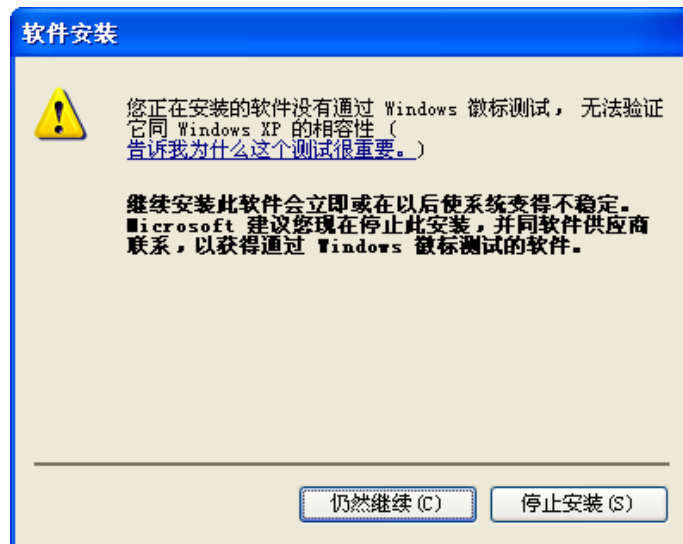 软件安装
您正在安装的软件没有通过 Windows 徽标测试， 无法验证
它同 Windows XP 的相容性 (
告诉我为什么这个测试很重要。)
继续安装此软件会立即或在以后使系统变得不稳定。
Microsoft 建议您现在停止此安装，并同软件供应商
联系，以获得通过 Windows 徽标测试的软件。
仍然继续(C) 停止安装(S)